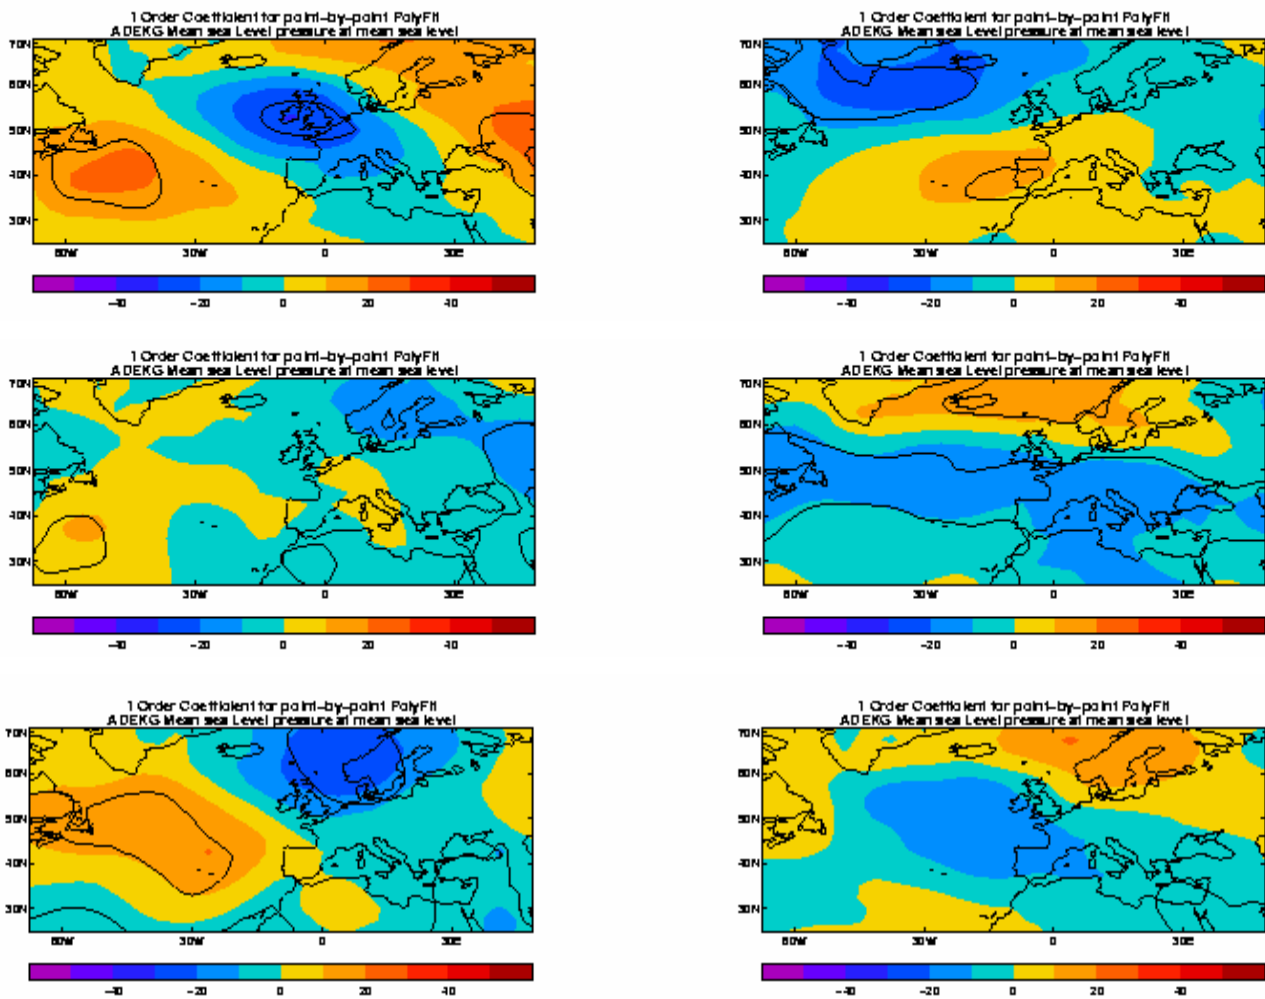 1 Order Coefficient for point-by-point PolyFit
ADEKG Mean sea Level pressure at mean sea level
70N
60N
50N
40N
30N
60W 30W 0 30E
-40 -20 0 20 40
1 Order Coefficient for point-by-point PolyFit
ADEKG Mean sea Level pressure at mean sea level
70N
60N
50N
40N
30N
60W 30W 0 30E
-40 -20 0 20 40
1 Order Coefficient for point-by-point PolyFit
ADEKG Mean sea Level pressure at mean sea level
70N
60N
50N
40N
30N
60W 30W 0 30E
-40 -20 0 20 40
1 Order Coefficient for point-by-point PolyFit
ADEKG Mean sea Level pressure at mean sea level
70N
60N
50N
40N
30N
60W 30W 0 30E
-40 -20 0 20 40
1 Order Coefficient for point-by-point PolyFit
ADEKG Mean sea Level pressure at mean sea level
70N
60N
50N
40N
30N
60W 30W 0 30E
-40 -20 0 20 40
1 Order Coefficient for point-by-point PolyFit
ADEKG Mean sea Level pressure at mean sea level
70N
60N
50N
40N
30N
60W 30W 0 30E
-40 -20 0 20 40